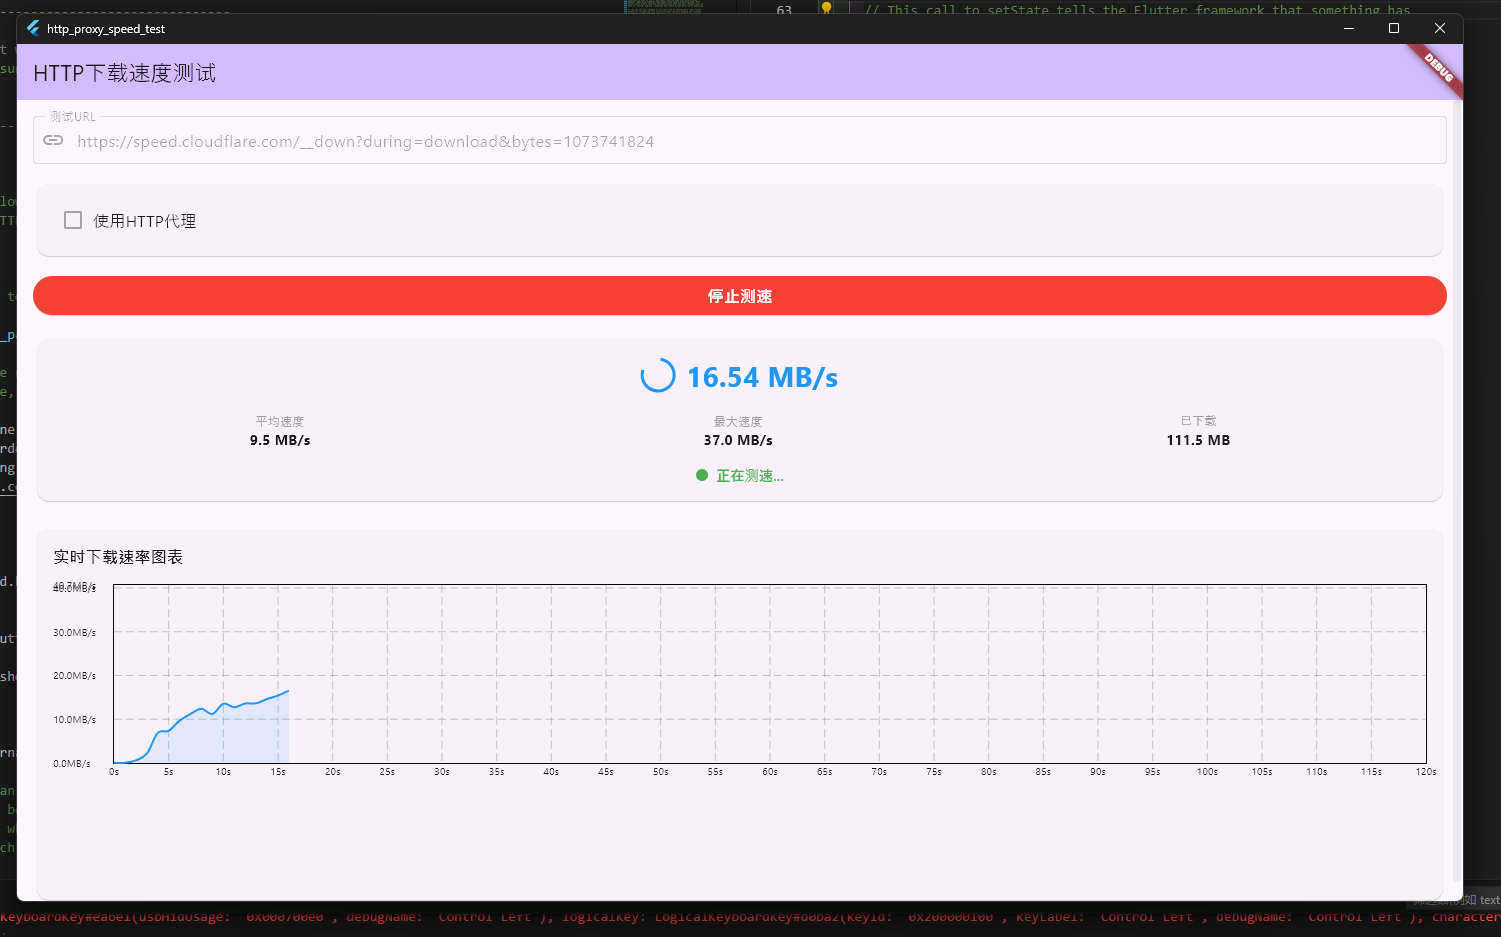 63 // This call to setState tells the Flutter framework that something has
http_proxy_speed_test
HTTP下载速度测试
DEBUG
测试URL
https://speed.cloudflare.com/__down?during=download&bytes=1073741824
使用HTTP代理
停止测速
16.54 MB/s
平均速度 最大速度 已下载
9.5 MB/s 37.0 MB/s 111.5 MB
正在测速...
实时下载速率图表
40.7MB/s
40.0MB/s
30.0MB/s
20.0MB/s
10.0MB/s
0.0MB/s
0s 5s 10s 15s 20s 25s 30s 35s 40s 45s 50s 55s 60s 65s 70s 75s 80s 85s 90s 95s 100s 105s 110s 115s 120s
debugName: Control Left ), logicalKey: LogicalKeyboardKey#d0ba2(keyId: 0x200000100 , keyLabel: Control Left , debugName: Control Left ), character